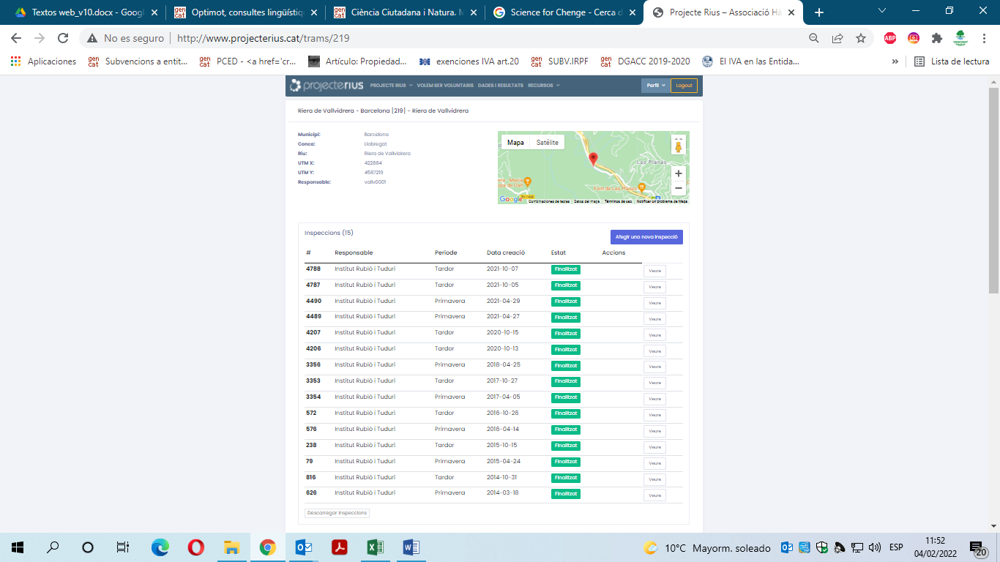 Textos web_v10.docx - Goog
Optimot, consultes lingüístiq
Ciència Ciutadana i Natura. M
Science for Chenge - Cerca d
Projecte Rius – Associació Hà
No es seguro
http://www.projecterius.cat/trams/219
Aplicaciones
Subvencions a entit...
PCED - <a href='cr...
Artículo: Propiedad...
exenciones IVA art.20
SUBV.IRPF
DGACC 2019-2020
El IVA en las Entida...
»
Lista de lectura
projecterius PROJECTE RIUS VOLEM SER VOLUNTARIS DADES I RESULTATS RECURSOS Perfil Logout
Riera de Vallvidrera - Barcelona [219] - Riera de Vallvidrera
Municipi: Barcelona
Conca: Llobregat
Riu: Riera de Vallvidrera
UTM X: 422884
UTM Y: 4587219
Responsable: vallv0001
Mapa Satélite
Las Planas
Font de Les Planes
Google
Combinaciones de teclas Datos del mapa Términos de uso Notificar un problema de Maps
Inspeccions (15)
Afegir una nova inspecció
# Responsable Període Data creació Estat Accions
4788 Institut Rubió i Tudurí Tardor 2021-10-07 Finalitzat Veure
4787 Institut Rubió i Tudurí Tardor 2021-10-05 Finalitzat Veure
4490 Institut Rubió i Tudurí Primavera 2021-04-29 Finalitzat Veure
4489 Institut Rubió i Tudurí Primavera 2021-04-27 Finalitzat Veure
4207 Institut Rubió i Tudurí Tardor 2020-10-15 Finalitzat Veure
4206 Institut Rubió i Tudurí Tardor 2020-10-13 Finalitzat Veure
3356 Institut Rubió i Tudurí Primavera 2018-04-25 Finalitzat Veure
3353 Institut Rubió i Tudurí Tardor 2017-10-27 Finalitzat Veure
3354 Institut Rubió i Tudurí Primavera 2017-04-05 Finalitzat Veure
572 Institut Rubió i Tudurí Tardor 2016-10-26 Finalitzat Veure
576 Institut Rubió i Tudurí Primavera 2016-04-14 Finalitzat Veure
238 Institut Rubió i Tudurí Tardor 2015-10-15 Finalitzat Veure
79 Institut Rubió i Tudurí Primavera 2015-04-24 Finalitzat Veure
816 Institut Rubió i Tudurí Tardor 2014-10-31 Finalitzat Veure
626 Institut Rubió i Tudurí Primavera 2014-03-18 Finalitzat Veure
Descarregar inspeccions
10°C Mayorm. soleado
ESP
11:52
04/02/2022
20